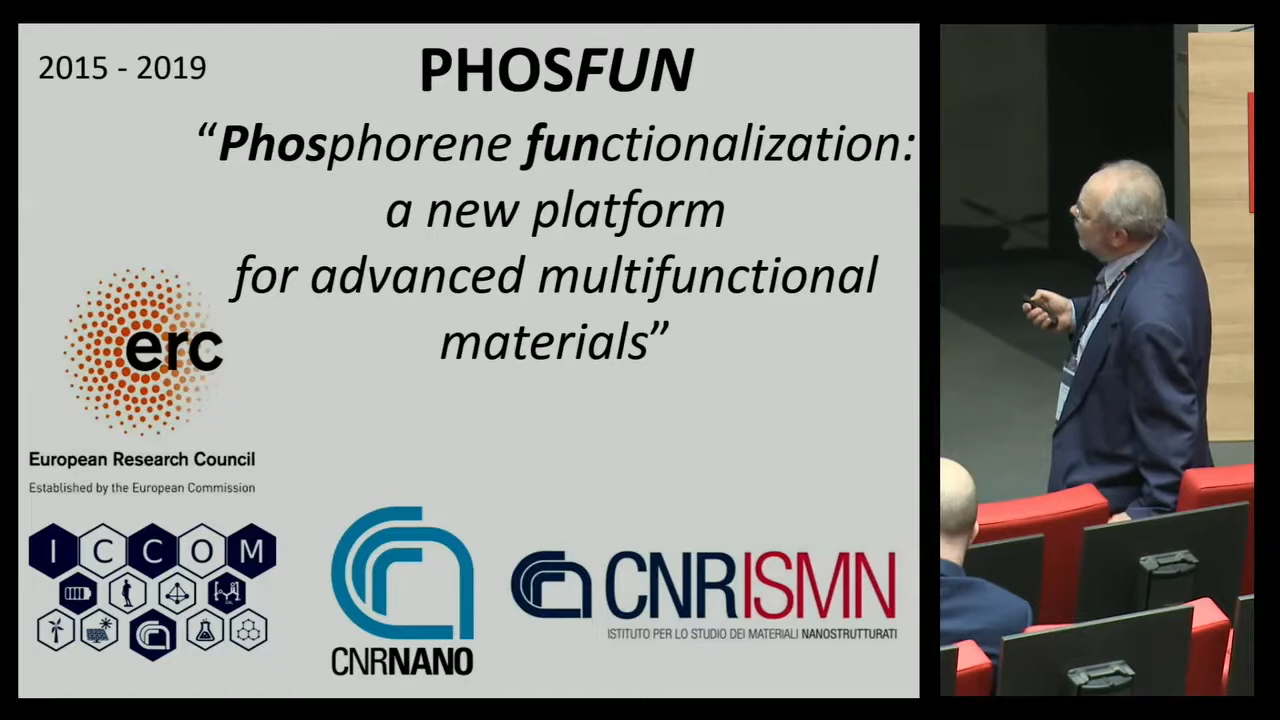 2015 - 2019
PHOSFUN
“Phosphorene functionalization:
a new platform
for advanced multifunctional
materials”
erc
European Research Council
Established by the European Commission
I C C O M
CNRNANO
CNRISMN
ISTITUTO PER LO STUDIO DEI MATERIALI NANOSTRUTTURATI